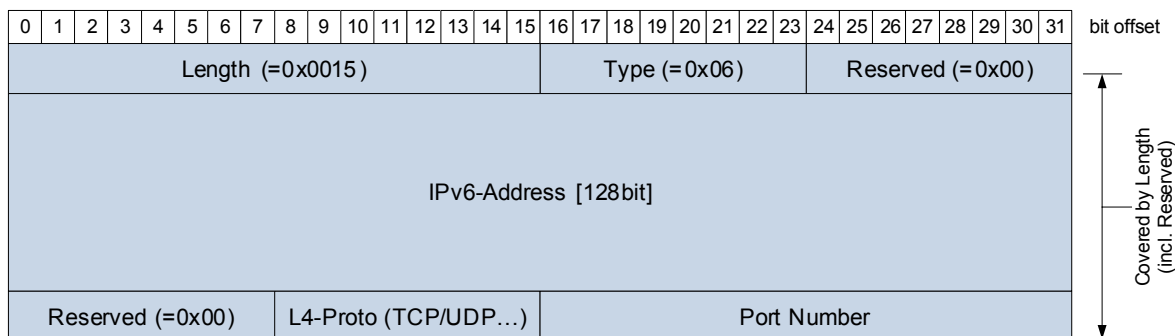 0 1 2 3 4 5 6 7 8 9 10 11 12 13 14 15 16 17 18 19 20 21 22 23 24 25 26 27 28 29 30 31 bit offset
Length (=0x0015) Type (=0x06) Reserved (=0x00)
IPv6-Address [128bit]
Covered by Length
(incl. Reserved)
Reserved (=0x00) L4-Proto (TCP/UDP...) Port Number